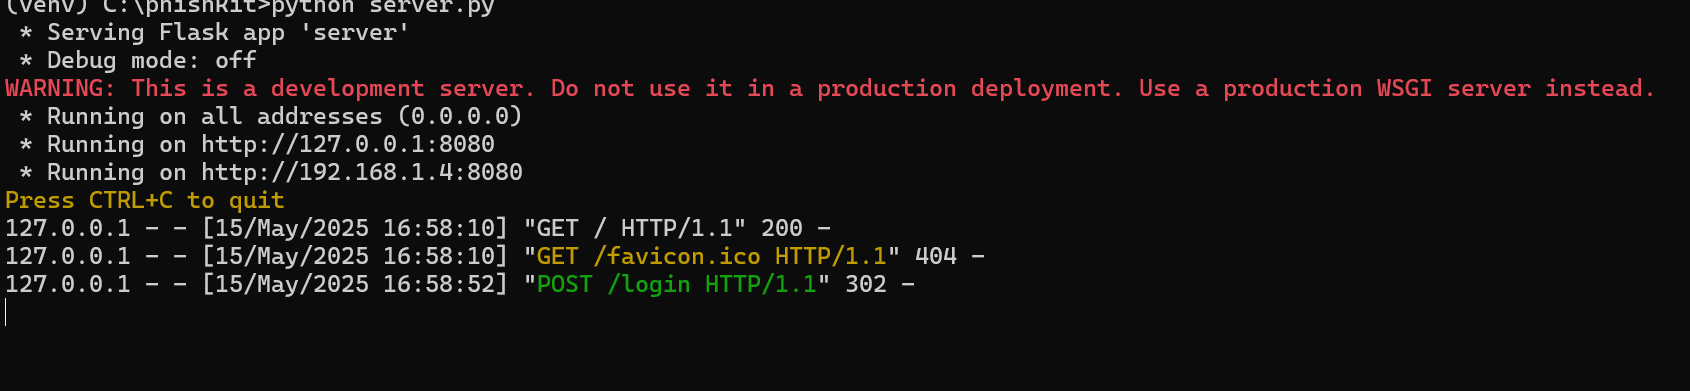 (venv) C:\phishkit>python server.py
 * Serving Flask app 'server'
 * Debug mode: off
WARNING: This is a development server. Do not use it in a production deployment. Use a production WSGI server instead.
 * Running on all addresses (0.0.0.0)
 * Running on http://127.0.0.1:8080
 * Running on http://192.168.1.4:8080
Press CTRL+C to quit
127.0.0.1 - - [15/May/2025 16:58:10] "GET / HTTP/1.1" 200 -
127.0.0.1 - - [15/May/2025 16:58:10] "GET /favicon.ico HTTP/1.1" 404 -
127.0.0.1 - - [15/May/2025 16:58:52] "POST /login HTTP/1.1" 302 -